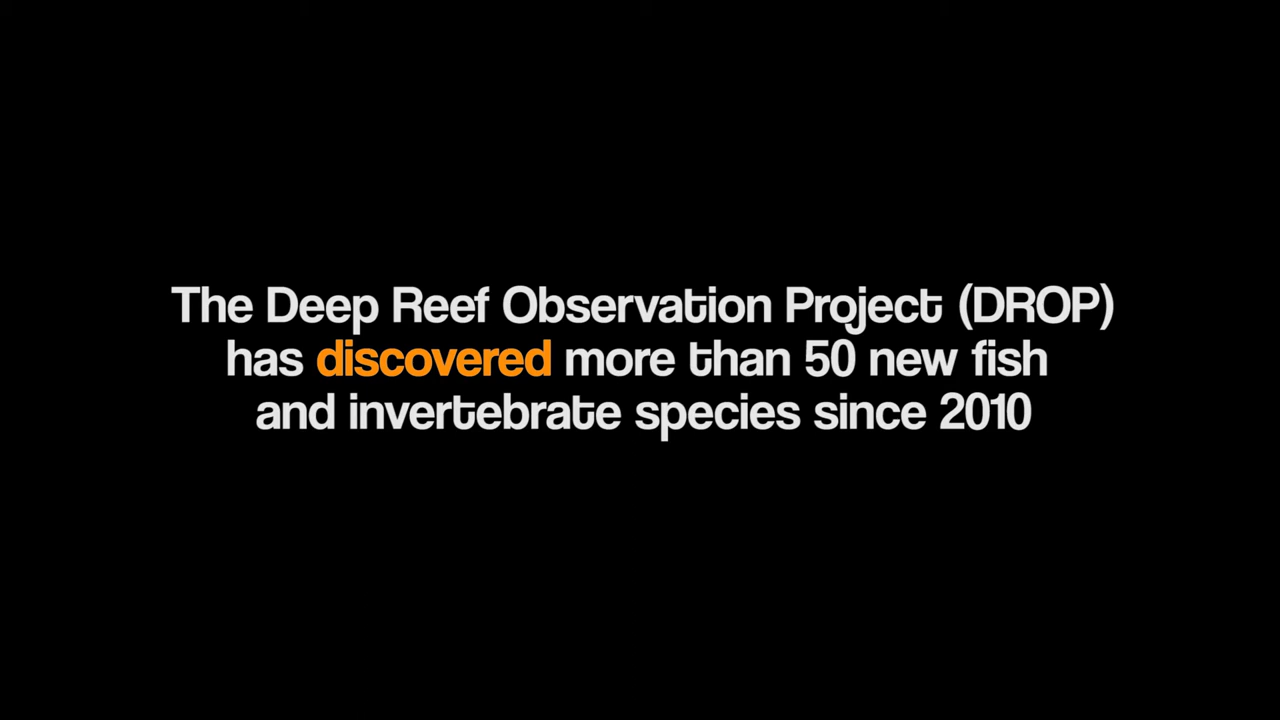 The Deep Reef Observation Project (DROP)
has discovered more than 50 new fish
and invertebrate species since 2010